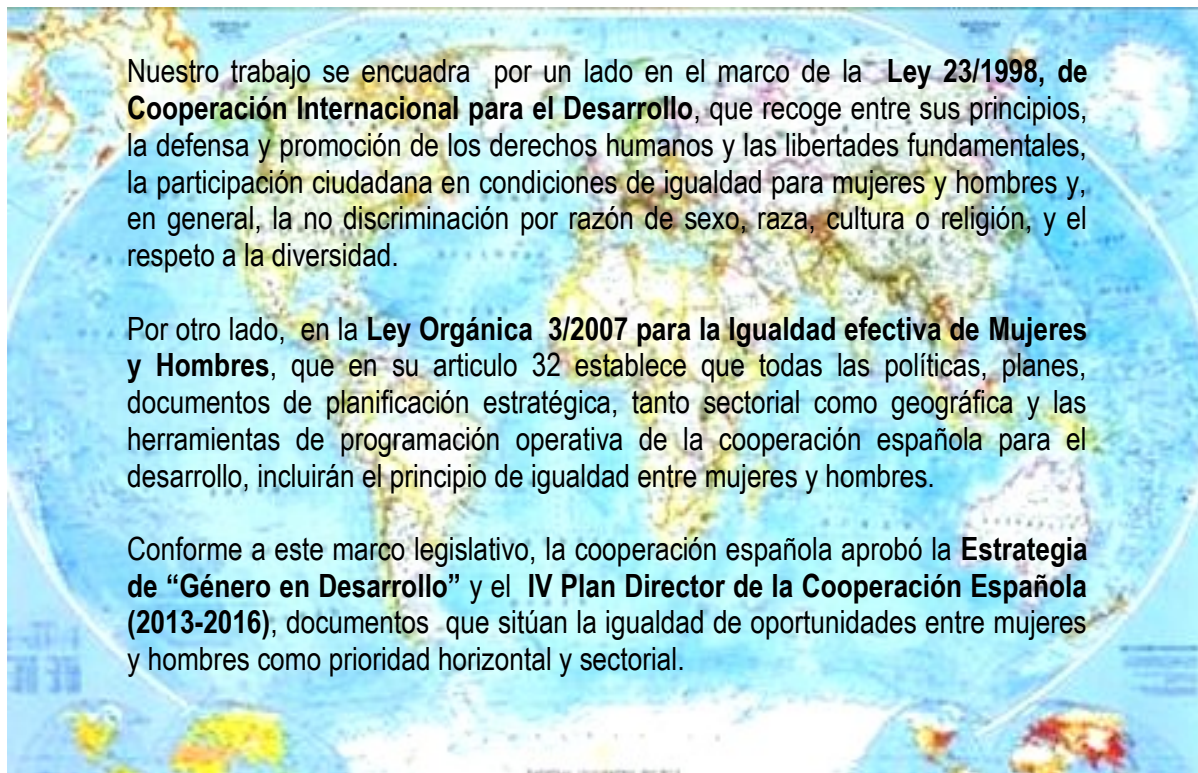 Nuestro trabajo se encuadra por un lado en el marco de la Ley 23/1998, de
Cooperación Internacional para el Desarrollo, que recoge entre sus principios,
la defensa y promoción de los derechos humanos y las libertades fundamentales,
la participación ciudadana en condiciones de igualdad para mujeres y hombres y,
en general, la no discriminación por razón de sexo, raza, cultura o religión, y el
respeto a la diversidad.
Por otro lado, en la Ley Orgánica 3/2007 para la Igualdad efectiva de Mujeres
y Hombres, que en su articulo 32 establece que todas las políticas, planes,
documentos de planificación estratégica, tanto sectorial como geográfica y las
herramientas de programación operativa de la cooperación española para el
desarrollo, incluirán el principio de igualdad entre mujeres y hombres.
Conforme a este marco legislativo, la cooperación española aprobó la Estrategia
de “Género en Desarrollo” y el IV Plan Director de la Cooperación Española
(2013-2016), documentos que sitúan la igualdad de oportunidades entre mujeres
y hombres como prioridad horizontal y sectorial.